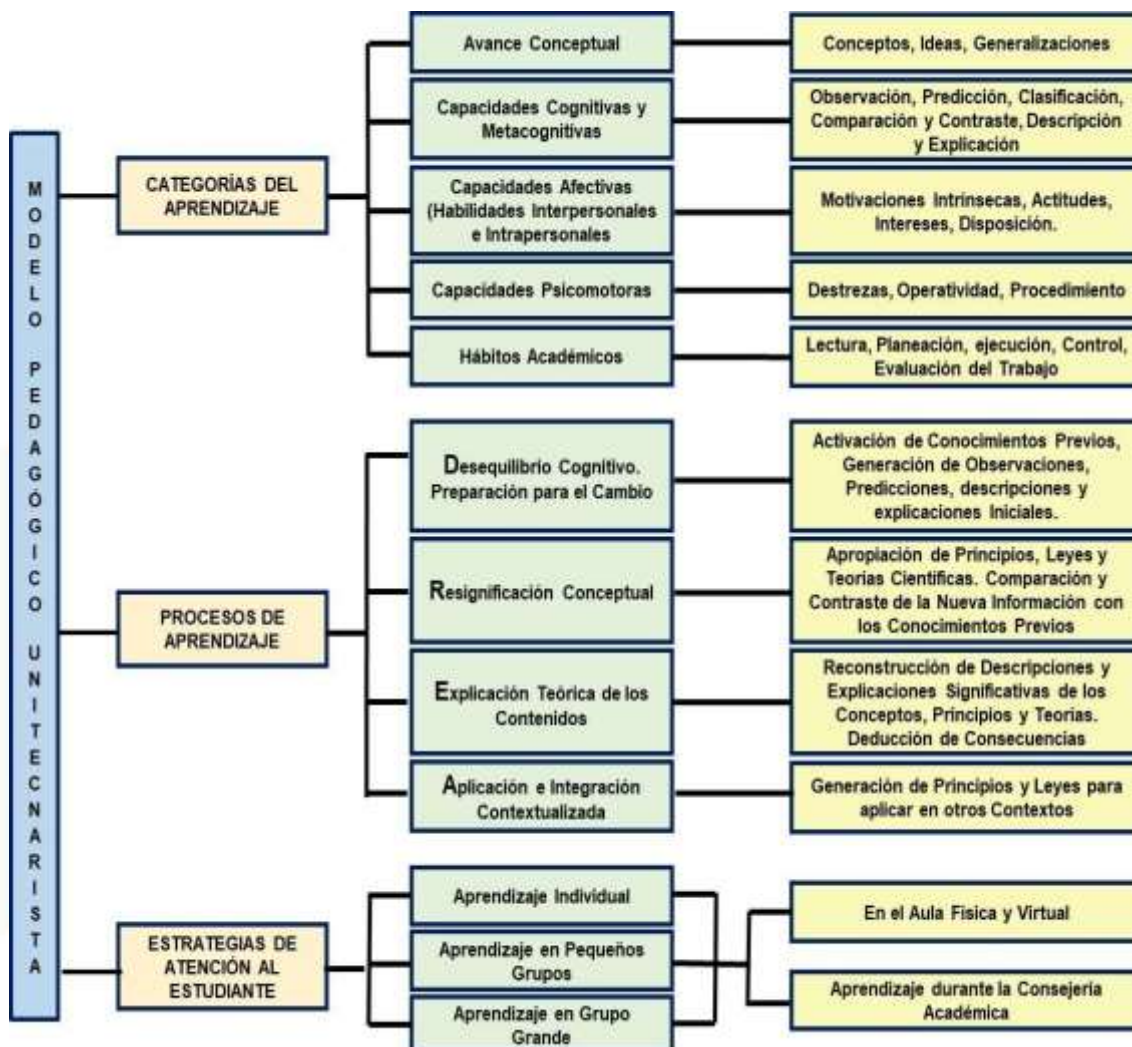 MODELO PEDAGÓGICO UNITECNARISTA
CATEGORÍAS DEL
APRENDIZAJE
Avance Conceptual
Conceptos, Ideas, Generalizaciones
Capacidades Cognitivas y
Metacognitivas
Observación, Predicción, Clasificación,
Comparación y Contraste, Descripción
y Explicación
Capacidades Afectivas
(Habilidades Interpersonales
e Intrapersonales
Motivaciones Intrínsecas, Actitudes,
Intereses, Disposición.
Capacidades Psicomotoras
Destrezas, Operatividad, Procedimiento
Hábitos Académicos
Lectura, Planeación, ejecución, Control,
Evaluación del Trabajo
PROCESOS DE
APRENDIZAJE
Desequilibrio Cognitivo.
Preparación para el Cambio
Activación de Conocimientos Previos,
Generación de Observaciones,
Predicciones, descripciones y
explicaciones Iniciales.
Resignificación Conceptual
Apropiación de Principios, Leyes y
Teorías Científicas. Comparación y
Contraste de la Nueva Información con
los Conocimientos Previos
Explicación Teórica de los
Contenidos
Reconstrucción de Descripciones y
Explicaciones Significativas de los
Conceptos, Principios y Teorías.
Deducción de Consecuencias
Aplicación e Integración
Contextualizada
Generación de Principios y Leyes para
aplicar en otros Contextos
ESTRATEGIAS DE
ATENCIÓN AL
ESTUDIANTE
Aprendizaje Individual
Aprendizaje en Pequeños
Grupos
Aprendizaje en Grupo
Grande
En el Aula Física y Virtual
Aprendizaje durante la Consejería
Académica